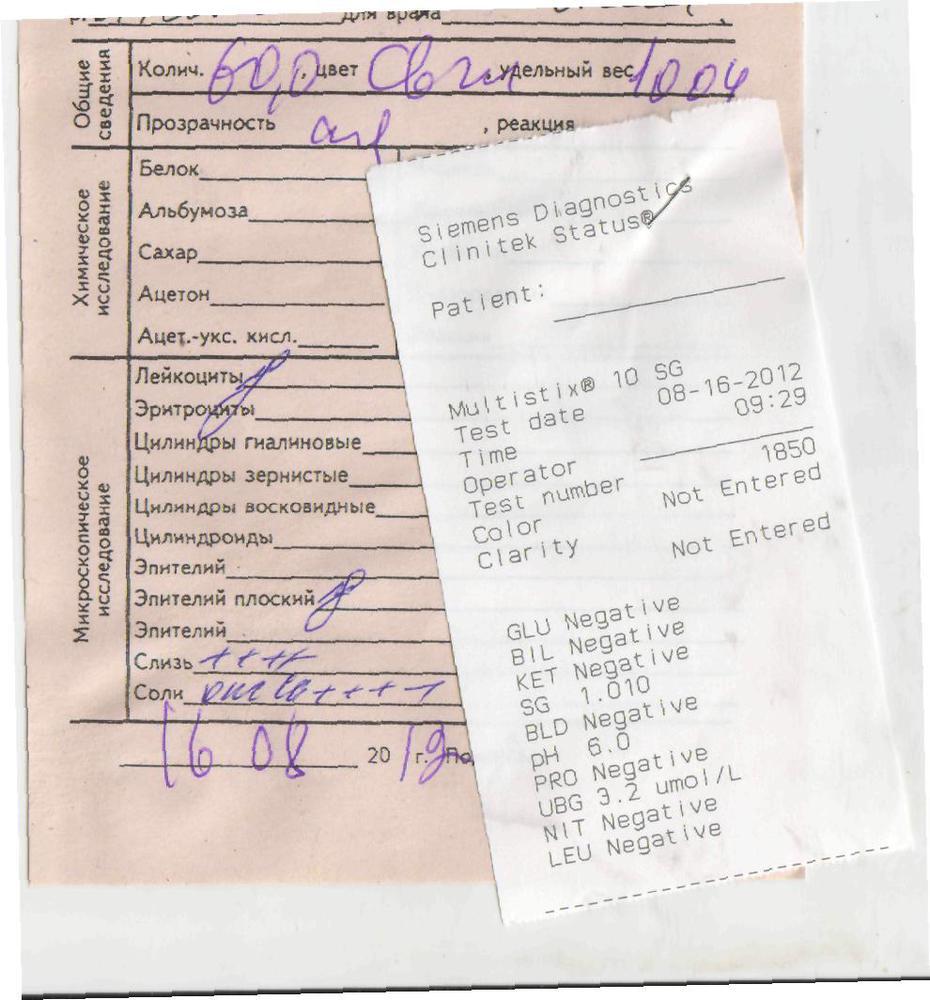 для врача
Общие сведения
Колич. 60,0, цвет свж, удельный вес 1004
Прозрачность, реакция
Химическое исследование
Белок
Альбумоза
Сахар
Ацетон
Ацет.-укс. кисл.
Микроскопическое исследование
Лейкоциты
Эритроциты
Цилиндры гиалиновые
Цилиндры зернистые
Цилиндры восковидные
Цилиндроиды
Эпителий
Эпителий плоский
Эпителий
Слизь ++++
Соли ++++
16 08 2012 г.
Siemens Diagnostics
Clinitek Status®
Patient:
Multistix® 10 SG
Test date 08-16-2012
Time 09:29
Operator
Test number 1850
Color Not Entered
Clarity Not Entered
GLU Negative
BIL Negative
KET Negative
SG 1.010
BLD Negative
pH 6.0
PRO Negative
UBG 3.2 umol/L
NIT Negative
LEU Negative